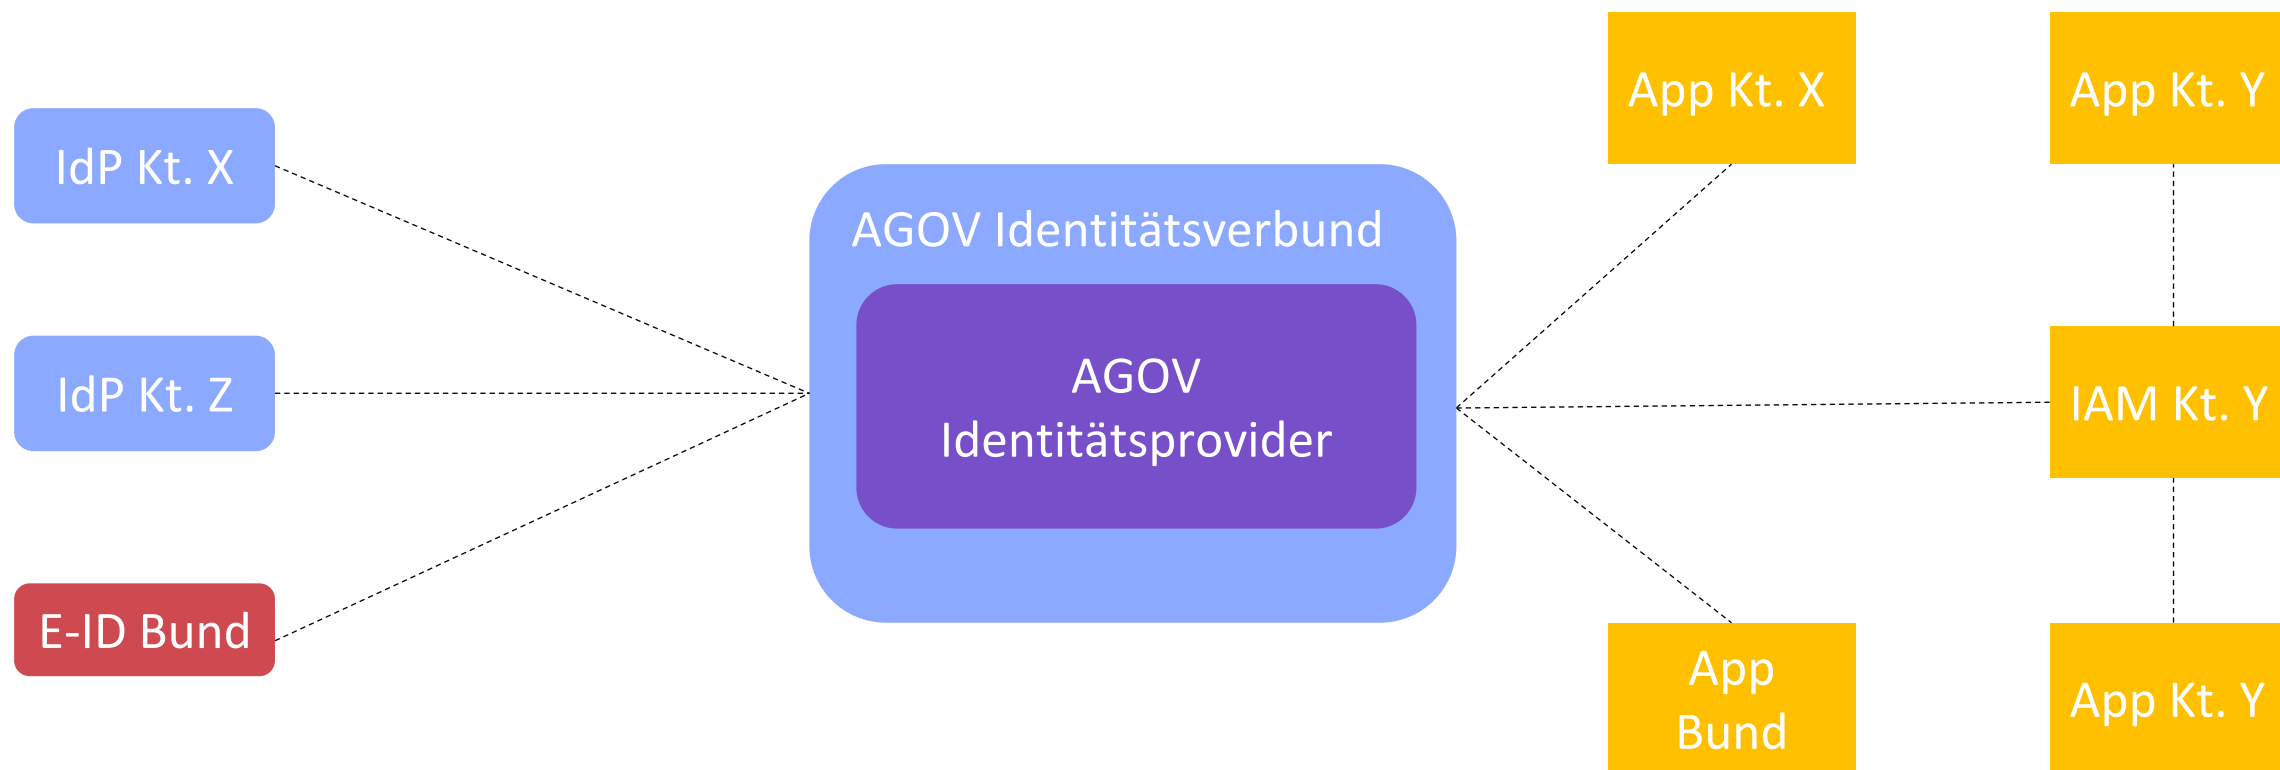 IdP Kt. X
IdP Kt. Z
E-ID Bund
AGOV Identitätsverbund
AGOV
Identitätsprovider
App Kt. X
App
Bund
App Kt. Y
IAM Kt. Y
App Kt. Y